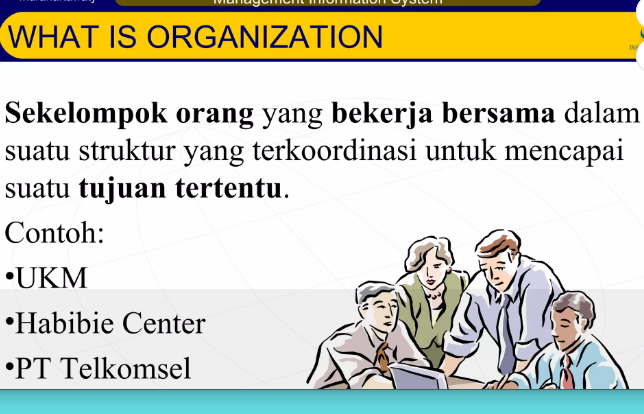 Management Information System
WHAT IS ORGANIZATION
Sekelompok orang yang bekerja bersama dalam
suatu struktur yang terkoordinasi untuk mencapai
suatu tujuan tertentu.
Contoh:
•UKM
•Habibie Center
•PT Telkomsel